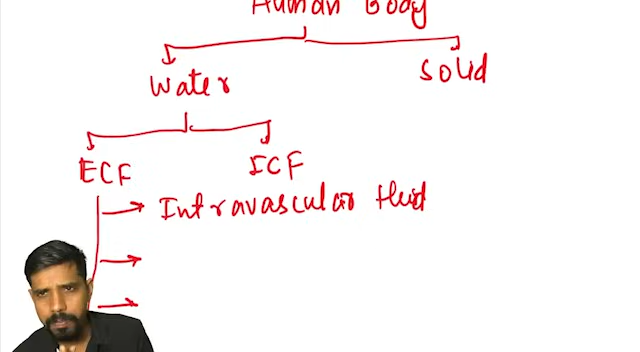 Human Body
Water
Solid
ECF
ICF
Intravascular fluid